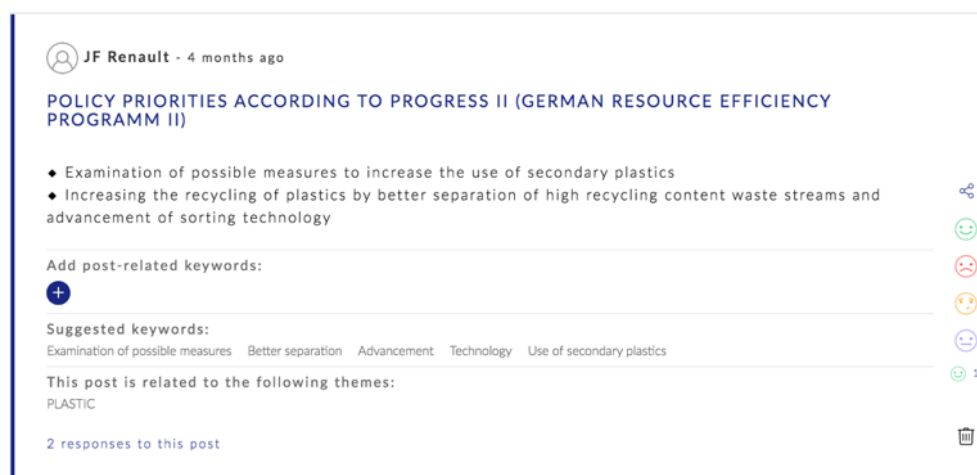 JF Renault - 4 months ago
POLICY PRIORITIES ACCORDING TO PROGRESS II (GERMAN RESOURCE EFFICIENCY
PROGRAMM II)
◆ Examination of possible measures to increase the use of secondary plastics
◆ Increasing the recycling of plastics by better separation of high recycling content waste streams and
advancement of sorting technology
Add post-related keywords:
+
Suggested keywords:
Examination of possible measures Better separation Advancement Technology Use of secondary plastics
This post is related to the following themes:
1
PLASTIC
2 responses to this post